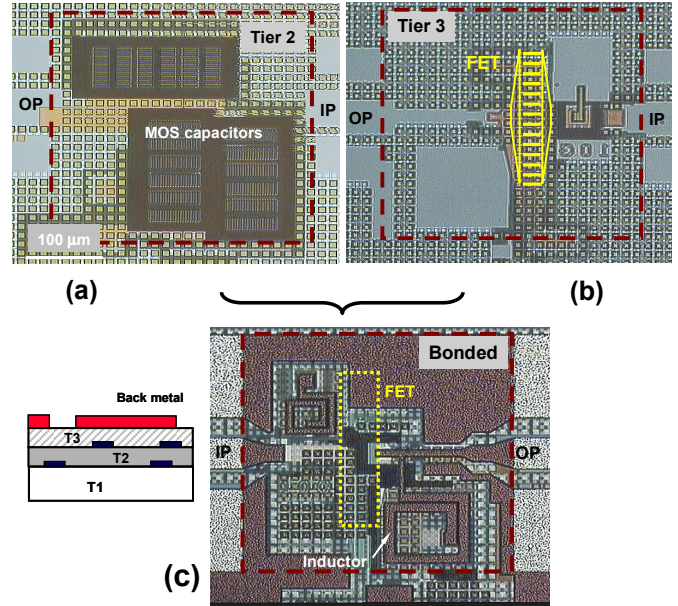 Tier 2
OP
IP
MOS capacitors
100 µm
(a)
Tier 3
FET
OP
IP
(b)
Back metal
T3
T2
T1
Bonded
FET
IP
OP
Inductor
(c)